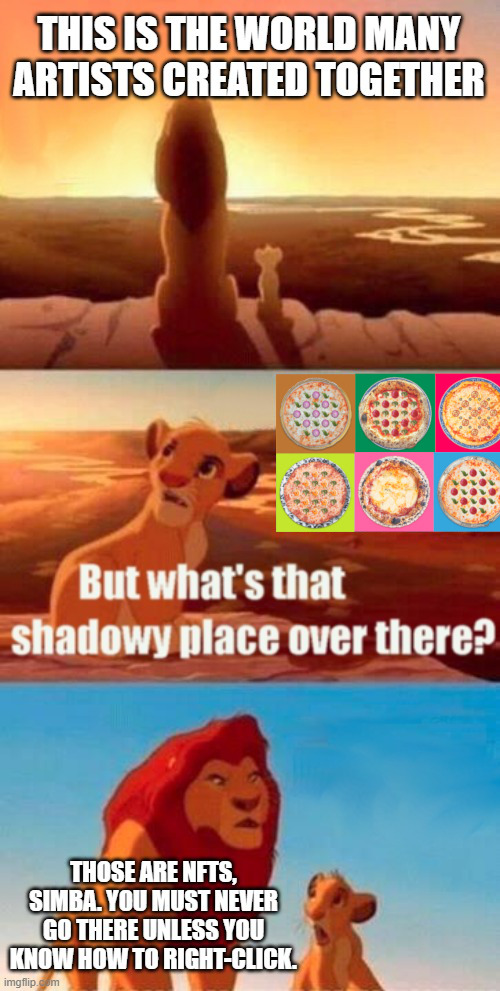 THIS IS THE WORLD MANY
ARTISTS CREATED TOGETHER
But what's that
shadowy place over there?
THOSE ARE NFTS,
SIMBA. YOU MUST NEVER
GO THERE UNLESS YOU
KNOW HOW TO RIGHT-CLICK.
imgflip.com